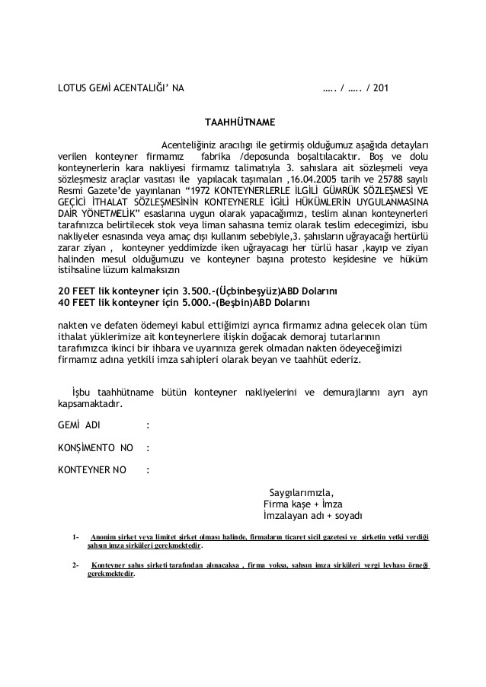 LOTUS GEMİ ACENTALIĞI' NA ….. / ….. / 201
TAAHHÜTNAME
Acenteliğiniz aracılıgı ile getirmiş olduğumuz aşağıda detayları
verilen konteyner firmamız fabrika /deposunda boşaltılacaktır. Boş ve dolu
konteynerlerin kara nakliyesi firmamız talimatıyla 3. sahıslara ait sözleşmeli veya
sözleşmesiz araçlar vasıtası ile yapılacak taşımaları ,16.04.2005 tarih ve 25788 sayılı
Resmi Gazete'de yayınlanan “1972 KONTEYNERLERLE İLGİLİ GÜMRÜK SÖZLEŞMESİ VE
GEÇİCİ İTHALAT SÖZLEŞMESİNİN KONTEYNERLE İGİLİ HÜKÜMLERİN UYGULANMASINA
DAİR YÖNETMELİK” esaslarına uygun olarak yapacağımızı, teslim alınan konteynerleri
tarafınızca belirtilecek stok veya liman sahasına temiz olarak teslim edecegimizi, isbu
nakliyeler esnasında veya amaç dışı kullanım sebebiyle,3. şahısların uğrayacağı hertürlü
zarar ziyan , konteyner yeddimizde iken uğrayacagı her türlü hasar ,kayıp ve ziyan
halinden mesul olduğumuzu ve konteyner başına protesto keşidesine ve hüküm
istihsaline lüzum kalmaksızın
20 FEET lik konteyner için 3.500.-(Üçbinbeşyüz)ABD Dolarını
40 FEET lik konteyner için 5.000.-(Beşbin)ABD Dolarını
nakten ve defaten ödemeyi kabul ettiğimizi ayrıca firmamız adına gelecek olan tüm
ithalat yüklerimize ait konteynerlere ilişkin doğacak demoraj tutarlarının
tarafımızca ikinci bir ihbara ve uyarınıza gerek olmadan nakten ödeyeceğimizi
firmamız adına yetkili imza sahipleri olarak beyan ve taahhüt ederiz.
İşbu taahhütname bütün konteyner nakliyelerini ve demurajlarını ayrı ayrı
kapsamaktadır.
GEMİ ADI :
KONŞİMENTO NO :
KONTEYNER NO :
Saygılarımızla,
Firma kaşe + İmza
İmzalayan adı + soyadı
1- Anonim şirket veya limitet şirket olması halinde, firmaların ticaret sicil gazetesi ve şirketin yetki verdiği
şahsın imza sirküleri gerekmektedir.
2- Konteyner şahıs şirketi tarafından alınacaksa , firma yoksa, şahsın imza sirküleri vergi levhası örneği
gerekmektedir.